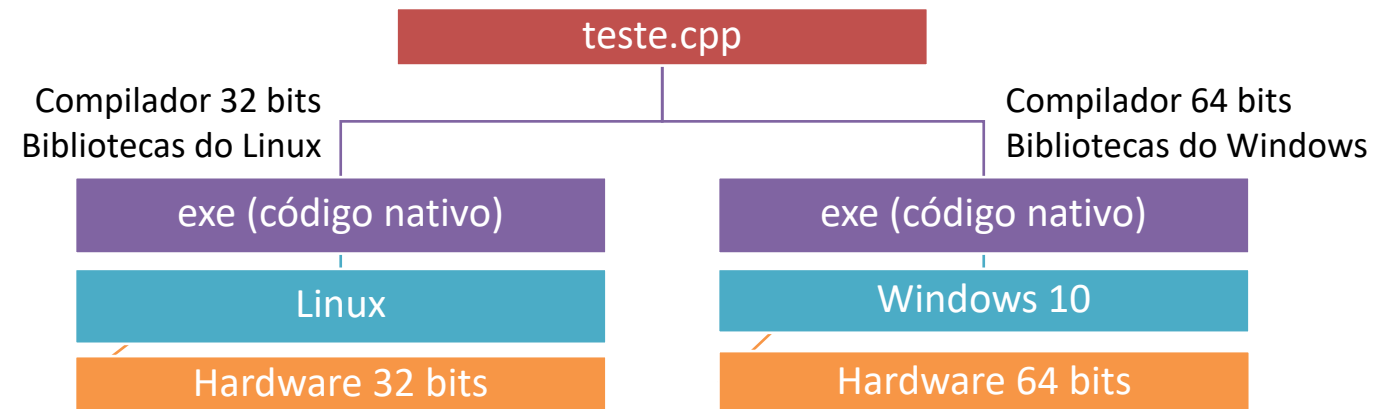 teste.cpp
Compilador 32 bits
Bibliotecas do Linux
Compilador 64 bits
Bibliotecas do Windows
exe (código nativo)
exe (código nativo)
Linux
Windows 10
Hardware 32 bits
Hardware 64 bits